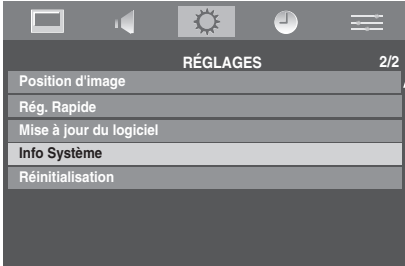 RÉGLAGES 2/2
Position d'image
Rég. Rapide
Mise à jour du logiciel
Info Système
Réinitialisation